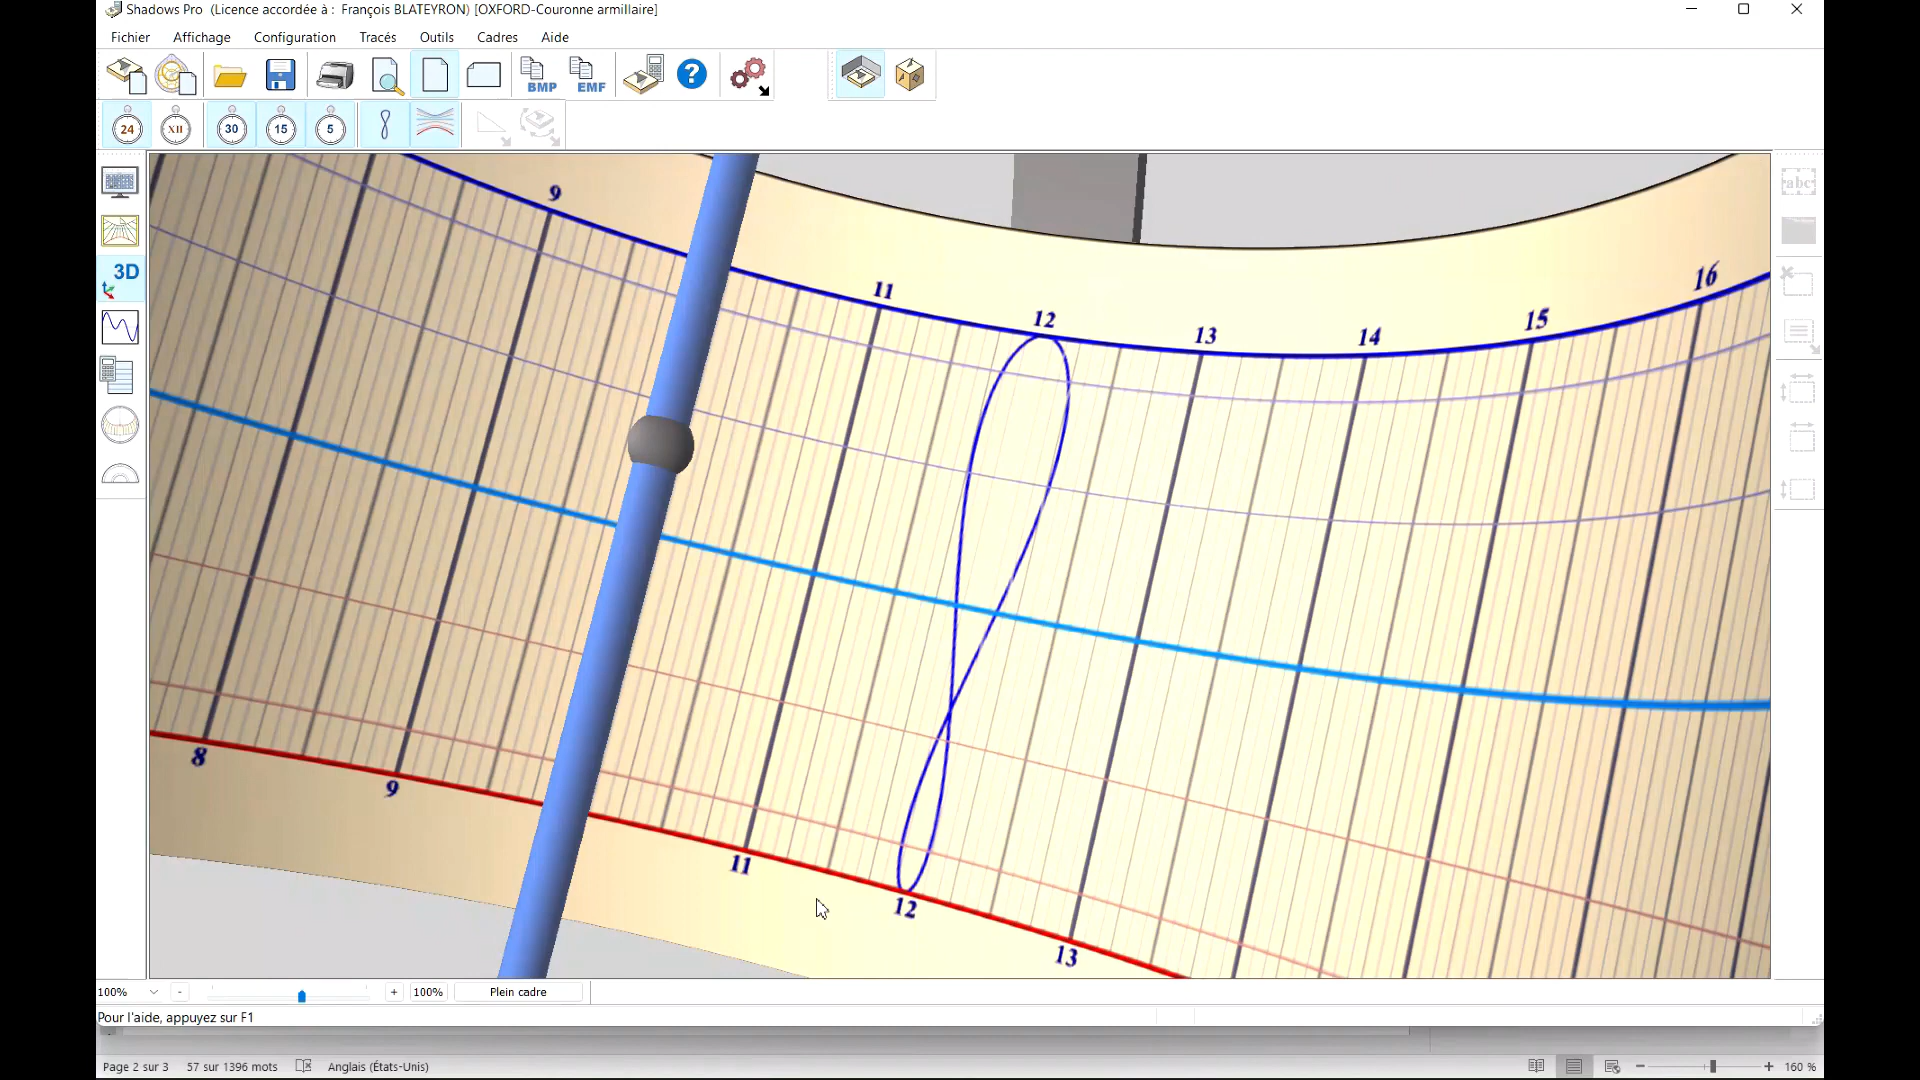 Shadows Pro (Licence accordée à : François BLATEYRON) [OXFORD-Couronne armillaire]
Fichier Affichage Configuration Tracés Outils Cadres Aide
BMP EMF ?
24 XII 30 15 5
abc
3D
9 11 12 13 14 15 16
8 9 11 12 13
100% - + 100% Plein cadre
Pour l'aide, appuyez sur F1
Page 2 sur 3 57 sur 1396 mots Anglais (États-Unis) 160 %